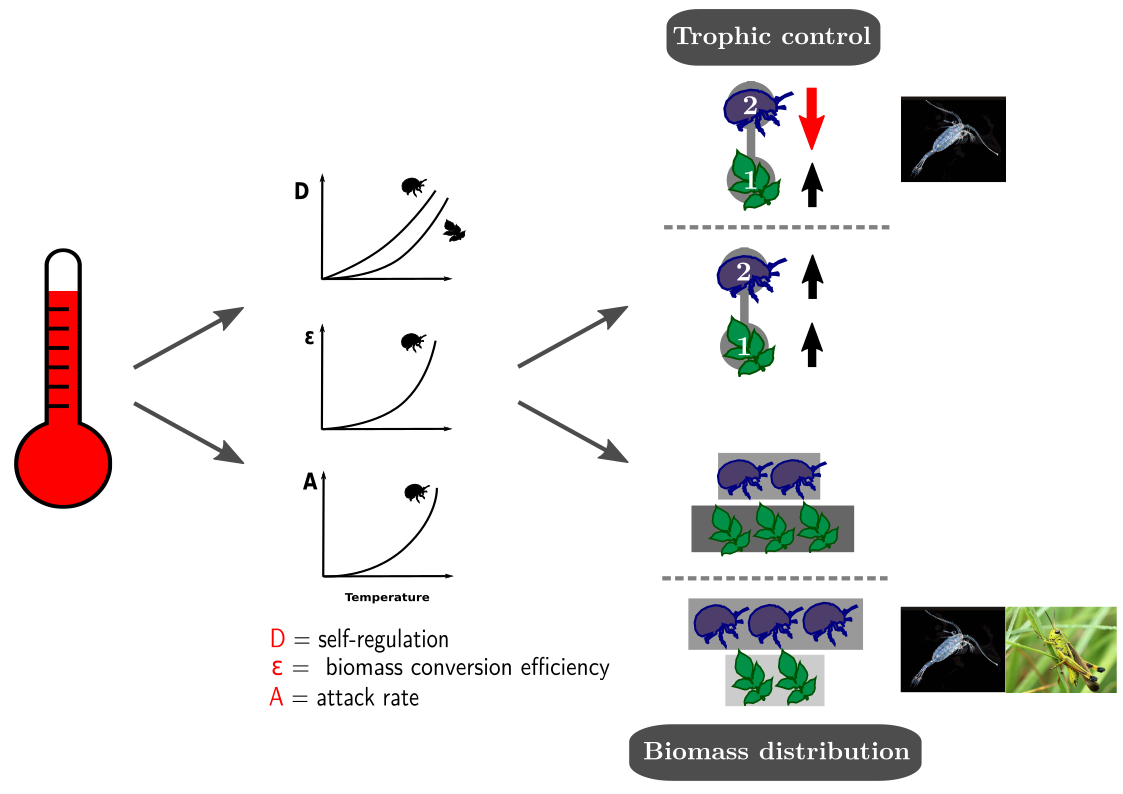 Trophic control
2
1
2
1
D
ε
A
Temperature
D = self-regulation
ε = biomass conversion efficiency
A = attack rate
Biomass distribution